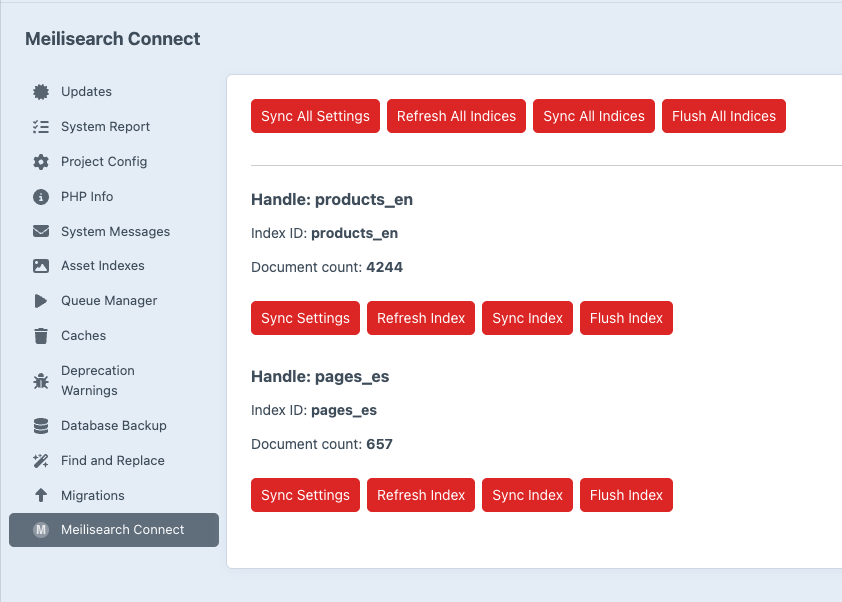 Meilisearch Connect
Updates
System Report
Project Config
PHP Info
System Messages
Asset Indexes
Queue Manager
Caches
Deprecation
Warnings
Database Backup
Find and Replace
Migrations
M Meilisearch Connect
Sync All Settings Refresh All Indices Sync All Indices Flush All Indices
Handle: products_en
Index ID: products_en
Document count: 4244
Sync Settings Refresh Index Sync Index Flush Index
Handle: pages_es
Index ID: pages_es
Document count: 657
Sync Settings Refresh Index Sync Index Flush Index